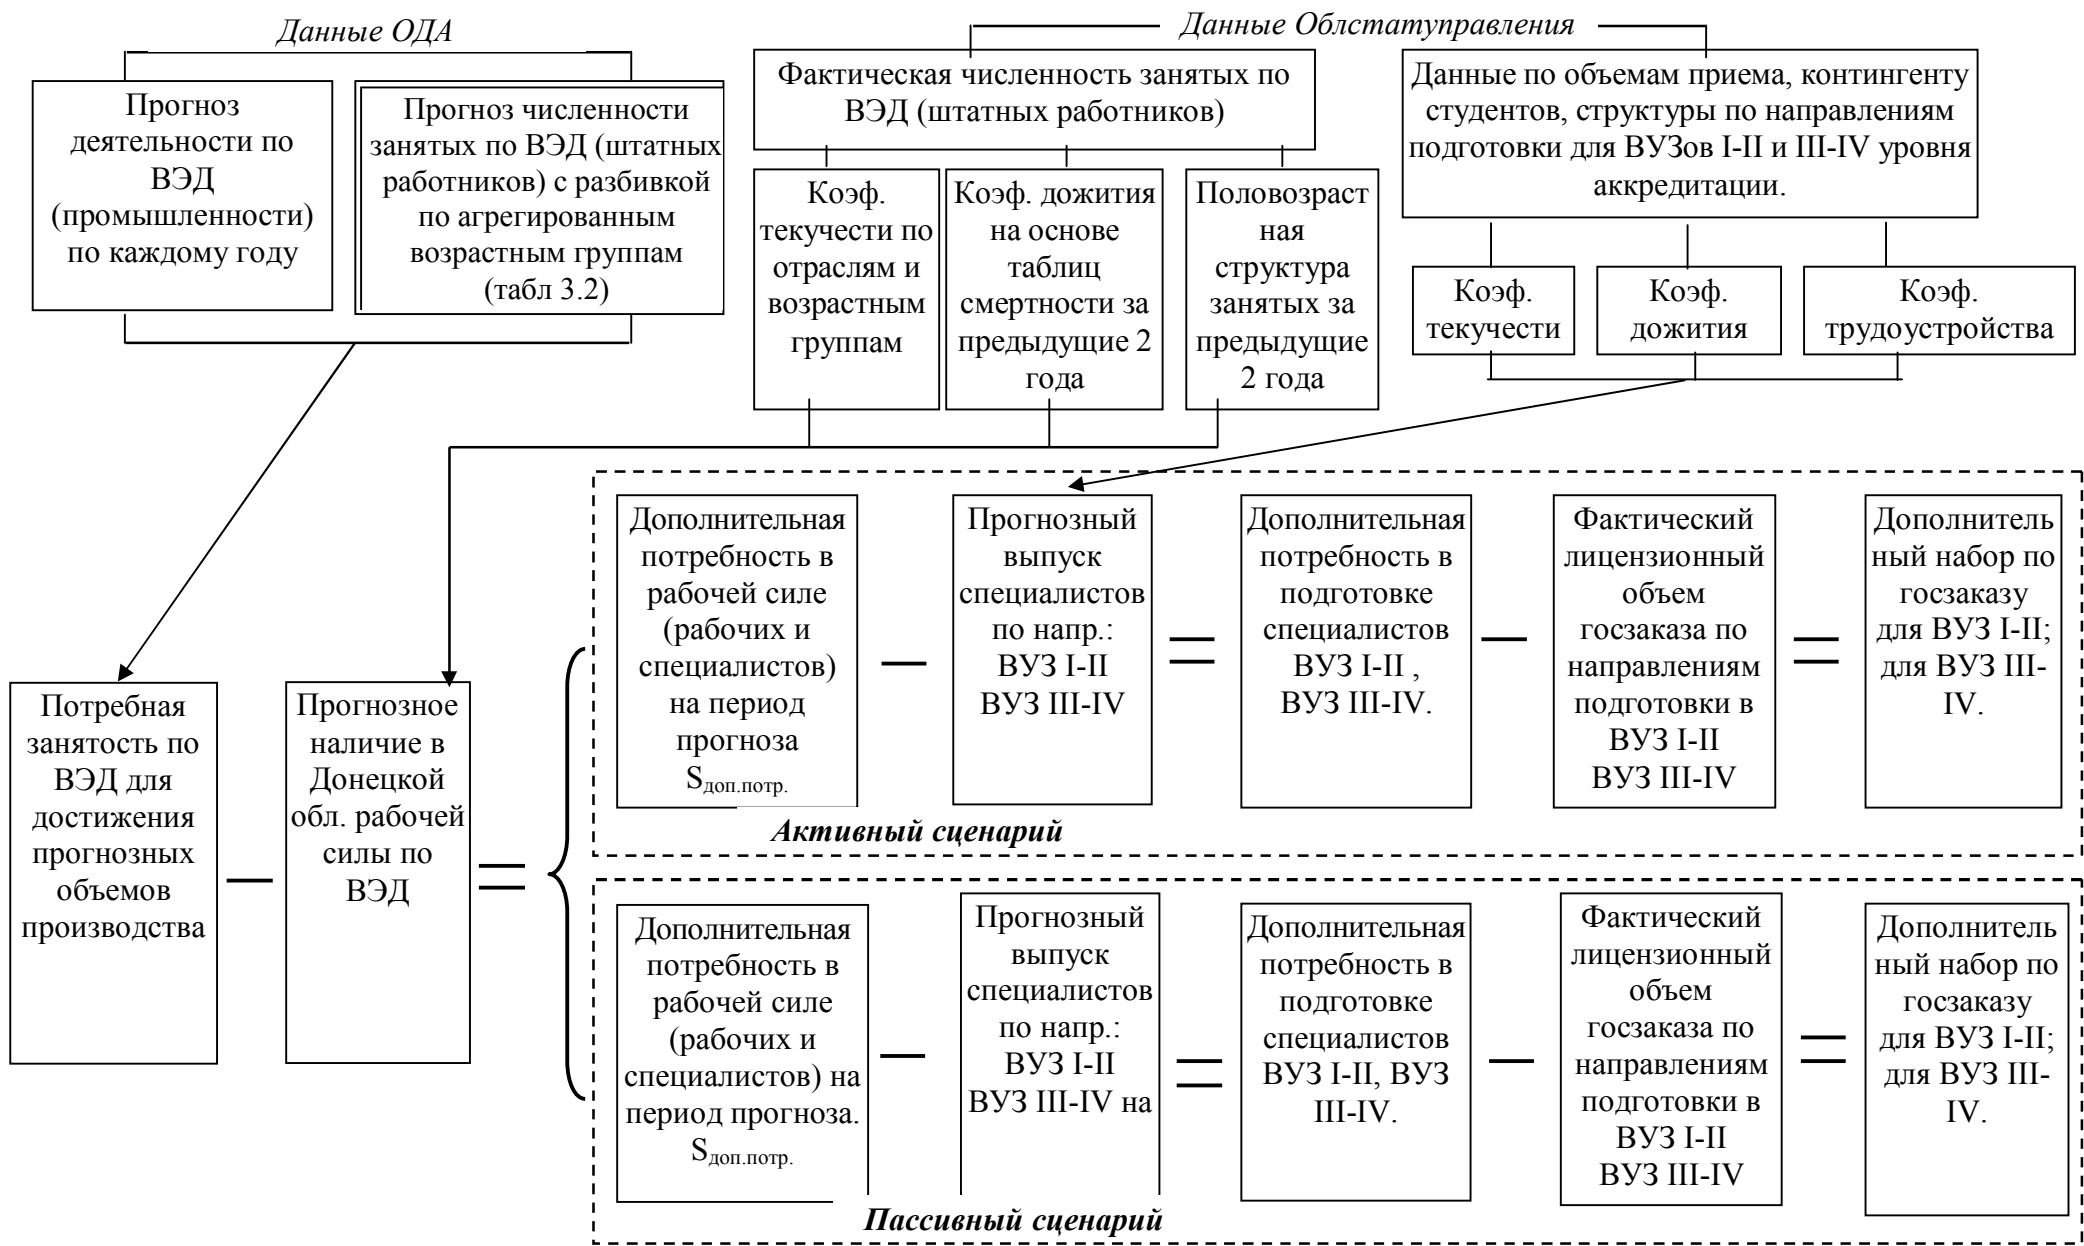 Данные ОДА
Данные Облстатуправления
Прогноз
деятельности по
ВЭД
(промышленности)
по каждому году
Прогноз численности
занятых по ВЭД (штатных
работников) с разбивкой
по агрегированным
возрастным группам
(табл 3.2)
Фактическая численность занятых по
ВЭД (штатных работников)
Данные по объемам приема, контингенту
студентов, структуры по направлениям
подготовки для ВУЗов I-II и III-IV уровня
аккредитации.
Коэф.
текучести по
отраслям и
возрастным
группам
Коэф. дожития
на основе
таблиц
смертности за
предыдущие 2
года
Половозраст
ная
структура
занятых за
предыдущие
2 года
Коэф.
текучести
Коэф.
дожития
Коэф.
трудоустройства
Потребная
занятость по
ВЭД для
достижения
прогнозных
объемов
производства
—
Прогнозное
наличие в
Донецкой
обл. рабочей
силы по
ВЭД
=
Дополнительная
потребность в
рабочей силе
(рабочих и
специалистов)
на период
прогноза
Sдоп.потр.
—
Прогнозный
выпуск
специалистов
по напр.:
ВУЗ I-II
ВУЗ III-IV
=
Дополнительная
потребность в
подготовке
специалистов
ВУЗ I-II ,
ВУЗ III-IV.
—
Фактический
лицензионный
объем
госзаказа по
направлениям
подготовки в
ВУЗ I-II
ВУЗ III-IV
=
Дополнитель
ный набор по
госзаказу
для ВУЗ I-II;
для ВУЗ III-
IV.
Активный сценарий
Дополнительная
потребность в
рабочей силе
(рабочих и
специалистов) на
период прогноза.
Sдоп.потр.
—
Прогнозный
выпуск
специалистов
по напр.:
ВУЗ I-II
ВУЗ III-IV на
=
Дополнительная
потребность в
подготовке
специалистов
ВУЗ I-II, ВУЗ
III-IV.
—
Фактический
лицензионный
объем
госзаказа по
направлениям
подготовки в
ВУЗ I-II
ВУЗ III-IV
=
Дополнитель
ный набор по
госзаказу
для ВУЗ I-II;
для ВУЗ III-
IV.
Пассивный сценарий